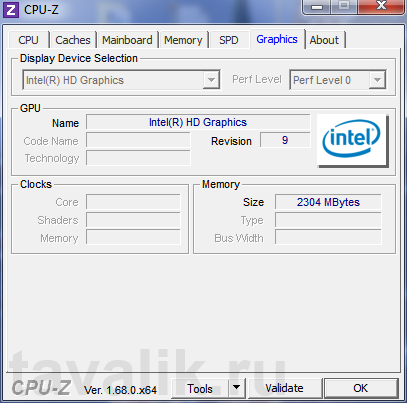 CPU-Z
CPU Caches Mainboard Memory SPD Graphics About
Display Device Selection
Intel(R) HD Graphics Perf Level Perf Level 0
GPU
Name Intel(R) HD Graphics
Code Name Revision 9
Technology
intel
Clocks
Core
Shaders
Memory
Memory
Size 2304 MBytes
Type
Bus Width
tavalik.ru
CPU-Z Ver. 1.68.0.x64 Tools Validate OK